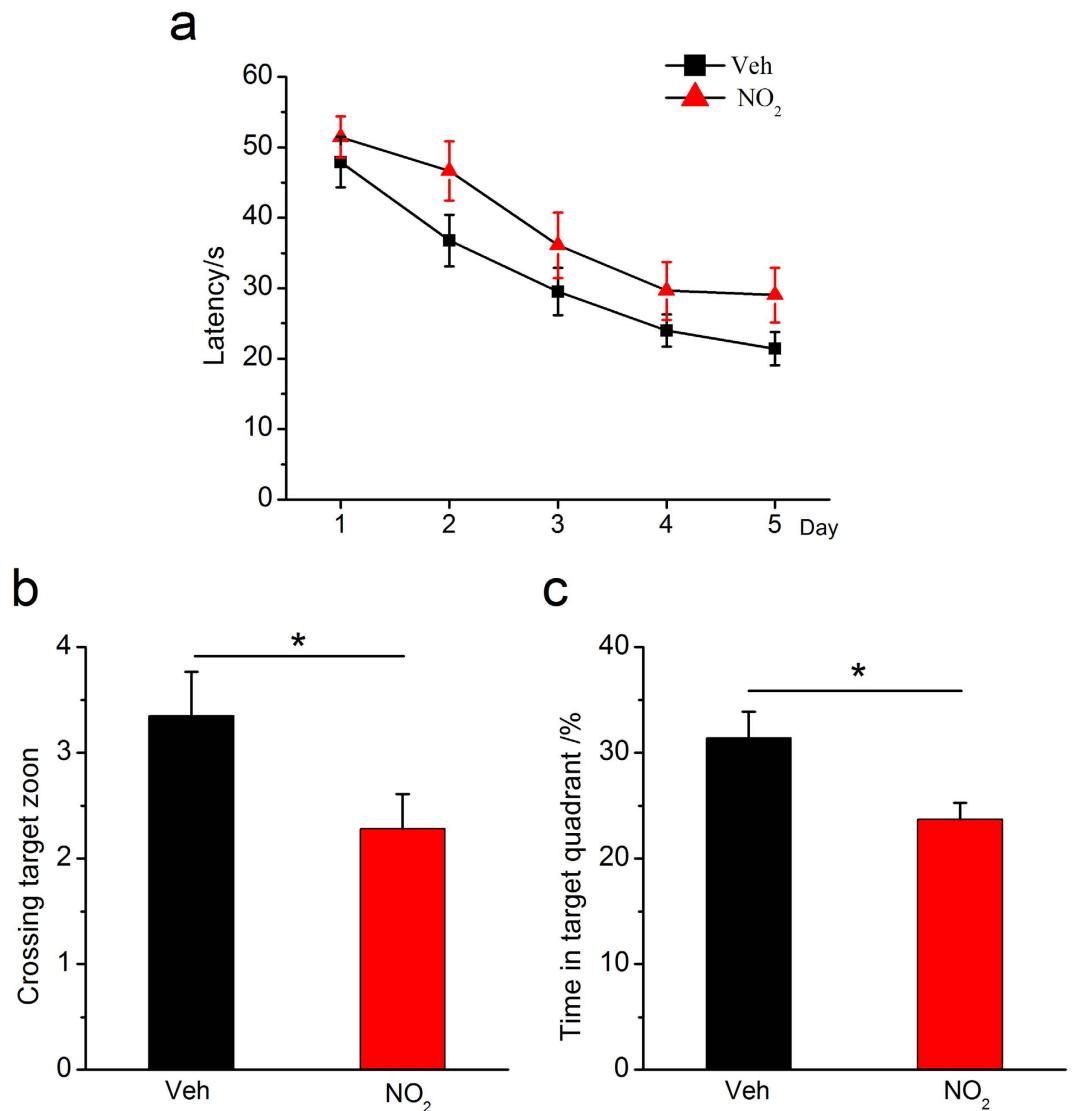 a
Veh
NO₂
60
50
40
30
20
10
0
Latency/s
1 2 3 4 5 Day
b
*
4
3
2
1
0
Crossing target zoon
Veh NO₂
c
*
40
30
20
10
0
Time in target quadrant /%
Veh NO₂